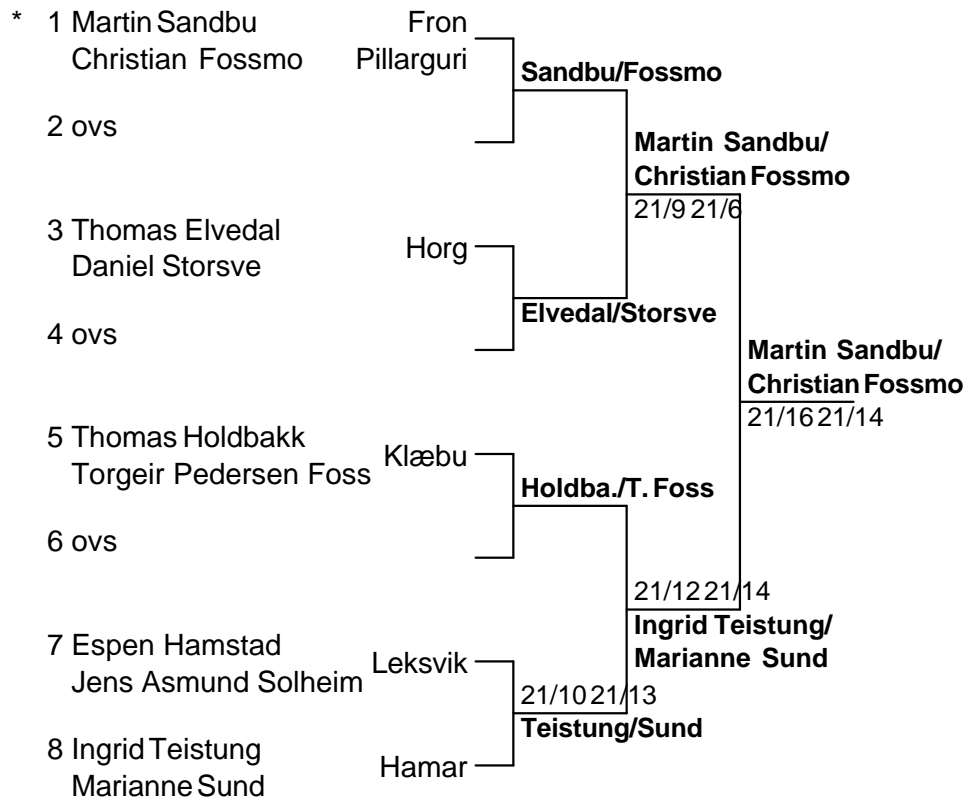 * 1 Martin Sandbu Fron
Christian Fossmo Pillarguri
Sandbu/Fossmo
2 ovs
Martin Sandbu/
Christian Fossmo
21/9 21/6
3 Thomas Elvedal Horg
Daniel Storsve
Elvedal/Storsve
4 ovs
Martin Sandbu/
Christian Fossmo
21/16 21/14
5 Thomas Holdbakk Klæbu
Torgeir Pedersen Foss
Holdba./T. Foss
6 ovs
21/12 21/14
Ingrid Teistung/
Marianne Sund
7 Espen Hamstad Leksvik
Jens Asmund Solheim
21/10 21/13
Teistung/Sund
8 Ingrid Teistung Hamar
Marianne Sund